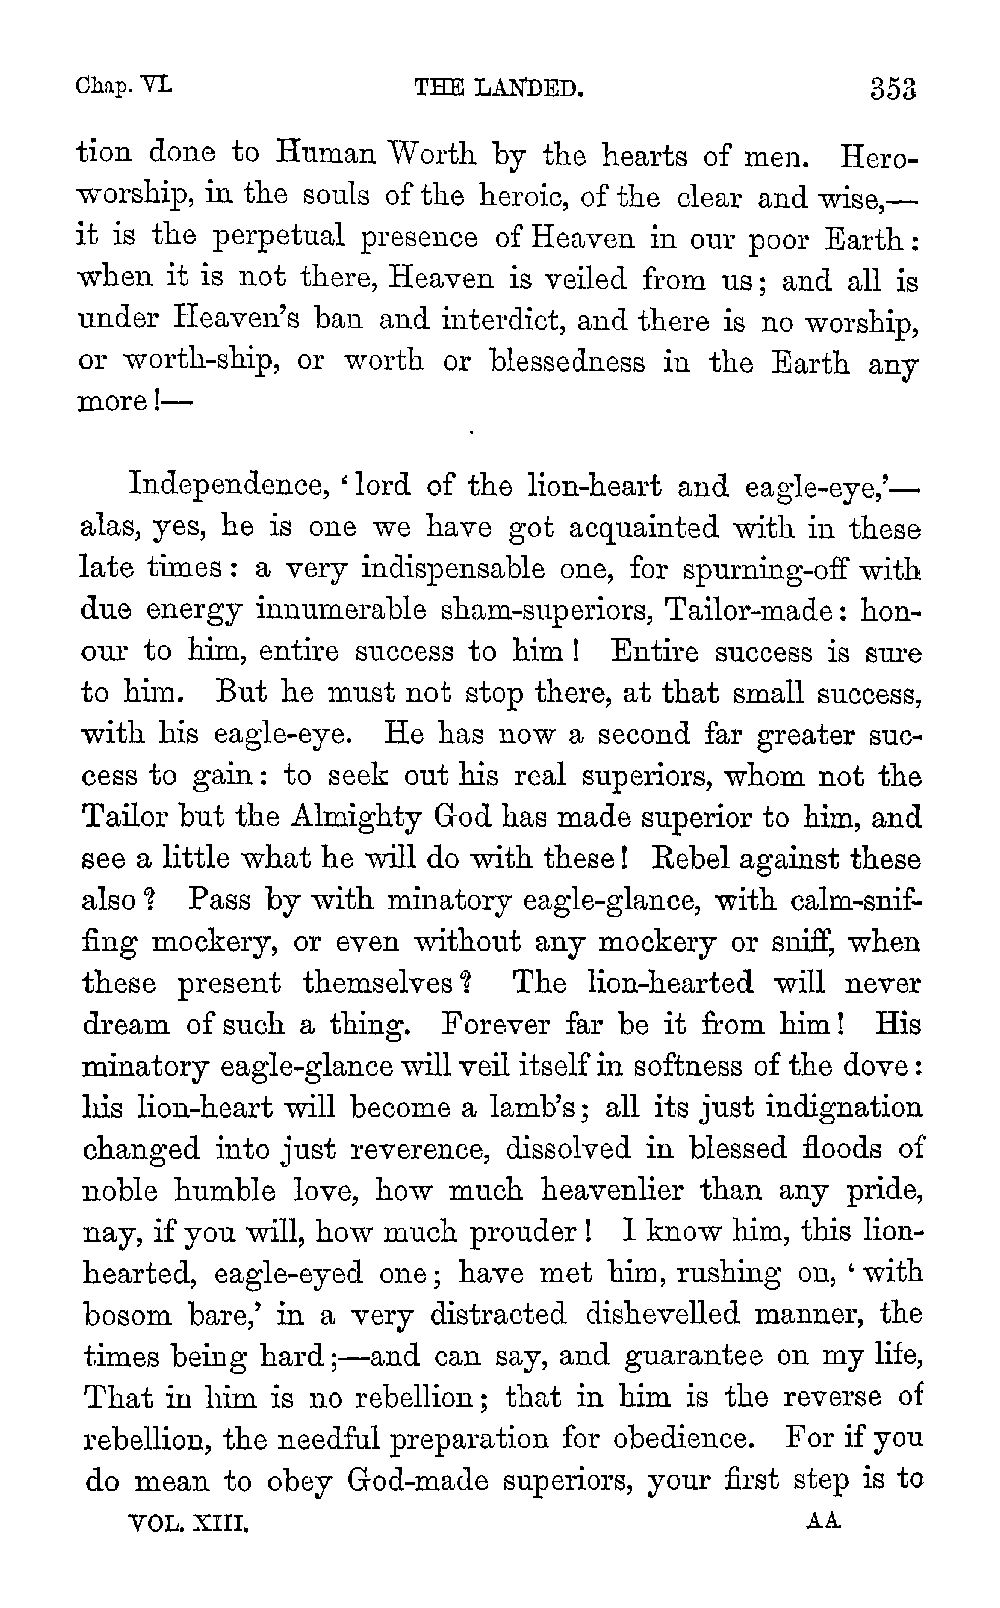 Chap. VI. THE LANDED. 353
tion done to Human Worth by the hearts of men. Hero-
worship, in the souls of the heroic, of the clear and wise,—
it is the perpetual presence of Heaven in our poor Earth:
when it is not there, Heaven is veiled from us; and all is
under Heaven's ban and interdict, and there is no worship,
or worth-ship, or worth or blessedness in the Earth any
more!—
Independence, 'lord of the lion-heart and eagle-eye,'—
alas, yes, he is one we have got acquainted with in these
late times: a very indispensable one, for spurning-off with
due energy innumerable sham-superiors, Tailor-made: hon-
our to him, entire success to him! Entire success is sure
to him. But he must not stop there, at that small success,
with his eagle-eye. He has now a second far greater suc-
cess to gain: to seek out his real superiors, whom not the
Tailor but the Almighty God has made superior to him, and
see a little what he will do with these! Rebel against these
also? Pass by with minatory eagle-glance, with calm-snif-
fing mockery, or even without any mockery or sniff, when
these present themselves? The lion-hearted will never
dream of such a thing. Forever far be it from him! His
minatory eagle-glance will veil itself in softness of the dove:
his lion-heart will become a lamb's; all its just indignation
changed into just reverence, dissolved in blessed floods of
noble humble love, how much heavenlier than any pride,
nay, if you will, how much prouder! I know him, this lion-
hearted, eagle-eyed one; have met him, rushing on, 'with
bosom bare,' in a very distracted dishevelled manner, the
times being hard;—and can say, and guarantee on my life,
That in him is no rebellion; that in him is the reverse of
rebellion, the needful preparation for obedience. For if you
do mean to obey God-made superiors, your first step is to
VOL. XIII. AA